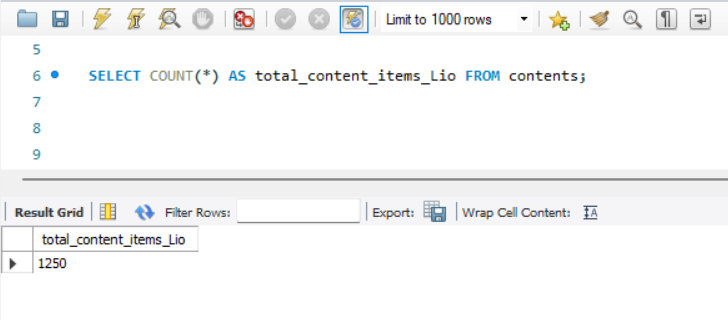 Limit to 1000 rows
5
6 SELECT COUNT(*) AS total_content_items_Lio FROM contents;
7
8
9
Result Grid Filter Rows: Export: Wrap Cell Content:
total_content_items_Lio
1250